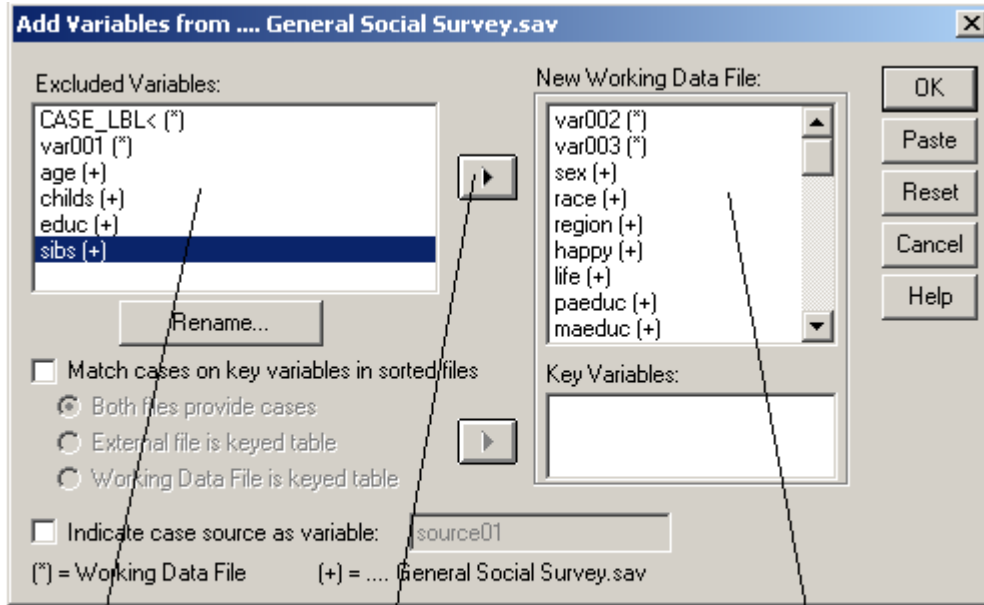 Add Variables from .... General Social Survey.sav
Excluded Variables:
CASE_LBL< (*)
var001 (*)
age (+)
childs (+)
educ (+)
sibs (+)
Rename...
New Working Data File:
var002 (*)
var003 (*)
sex (+)
race (+)
region (+)
happy (+)
life (+)
paeduc (+)
maeduc (+)
OK
Paste
Reset
Cancel
Help
Match cases on key variables in sorted files
Both files provide cases
External file is keyed table
Working Data File is keyed table
Key Variables:
Indicate case source as variable:
source01
(*) = Working Data File
(+) = .... General Social Survey.sav